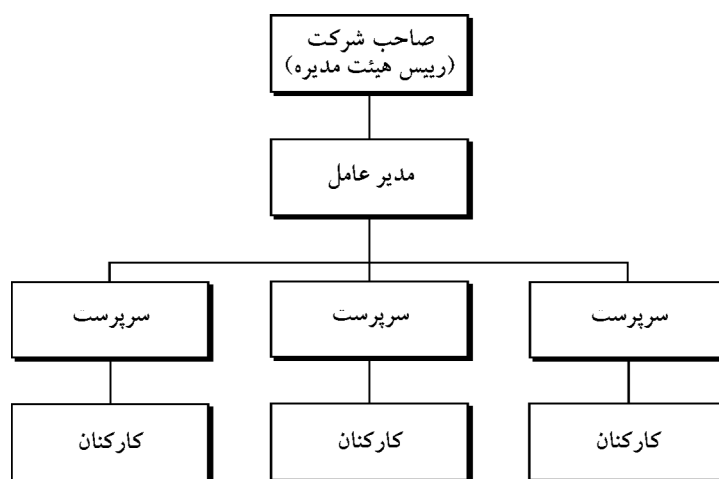 صاحب شرکت
(رییس هیئت مدیره)
مدیر عامل
سرپرست
سرپرست
سرپرست
کارکنان
کارکنان
کارکنان